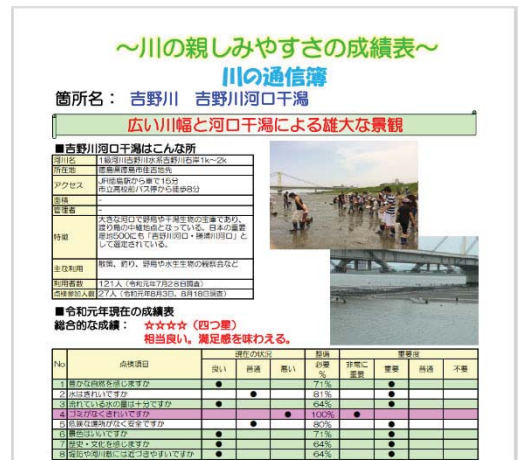 ～川の親しみやすさの成績表～
川の通信簿
箇所名： 吉野川 吉野川河口干潟
広い川幅と河口干潟による雄大な景観
■吉野川河口干潟はこんな所
河川名 1級河川吉野川水系吉野川右岸1k～2k
所在地 徳島県徳島市住吉地先
アクセス JR徳島駅から車で15分
市立高校前バス停から徒歩8分
面積 -
管理者 -
特徴 大きな河口で野鳥や干潟生物の宝庫であり、
渡り鳥の中継地点となっている。日本の重要
湿地500にも「吉野川河口・勝浦川河口」と
して選定されている。
主な利用 散策、釣り、野鳥や水生生物の観察会など
利用者数 121人（令和元年7月28日調査）
点検参加人数 27人（令和元年8月3日、8月18日調査）
■令和元年現在の成績表
総合的な成績： ☆☆☆☆（四つ星）
相当良い。満足感を味わえる。
No 点検項目 現在の状況 整備必要% 重要度
良い 普通 悪い 非常に重要 重要 普通 不要
1 豊かな自然を感じますか ● 71% ●
2 水はきれいですか ● 81% ●
3 流れている水の量は十分ですか ● 64% ●
4 ゴミがなくきれいですか ● 100% ●
5 危険な場所がなく安全ですか ● 80% ●
6 景色はいいですか ● 71% ●
7 歴史・文化を感じますか ● 64% ●
8 堤防や河川敷には近づきやすいですか ● 64% ●